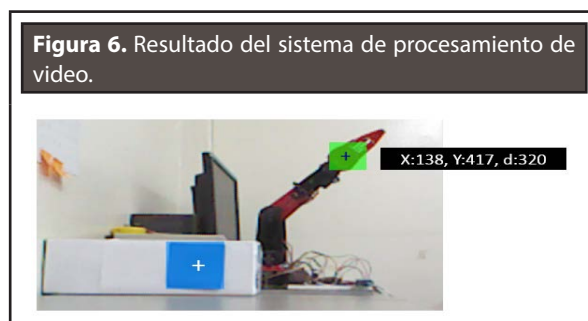 Figura 6. Resultado del sistema de procesamiento de
video.
X:138, Y:417, d:320